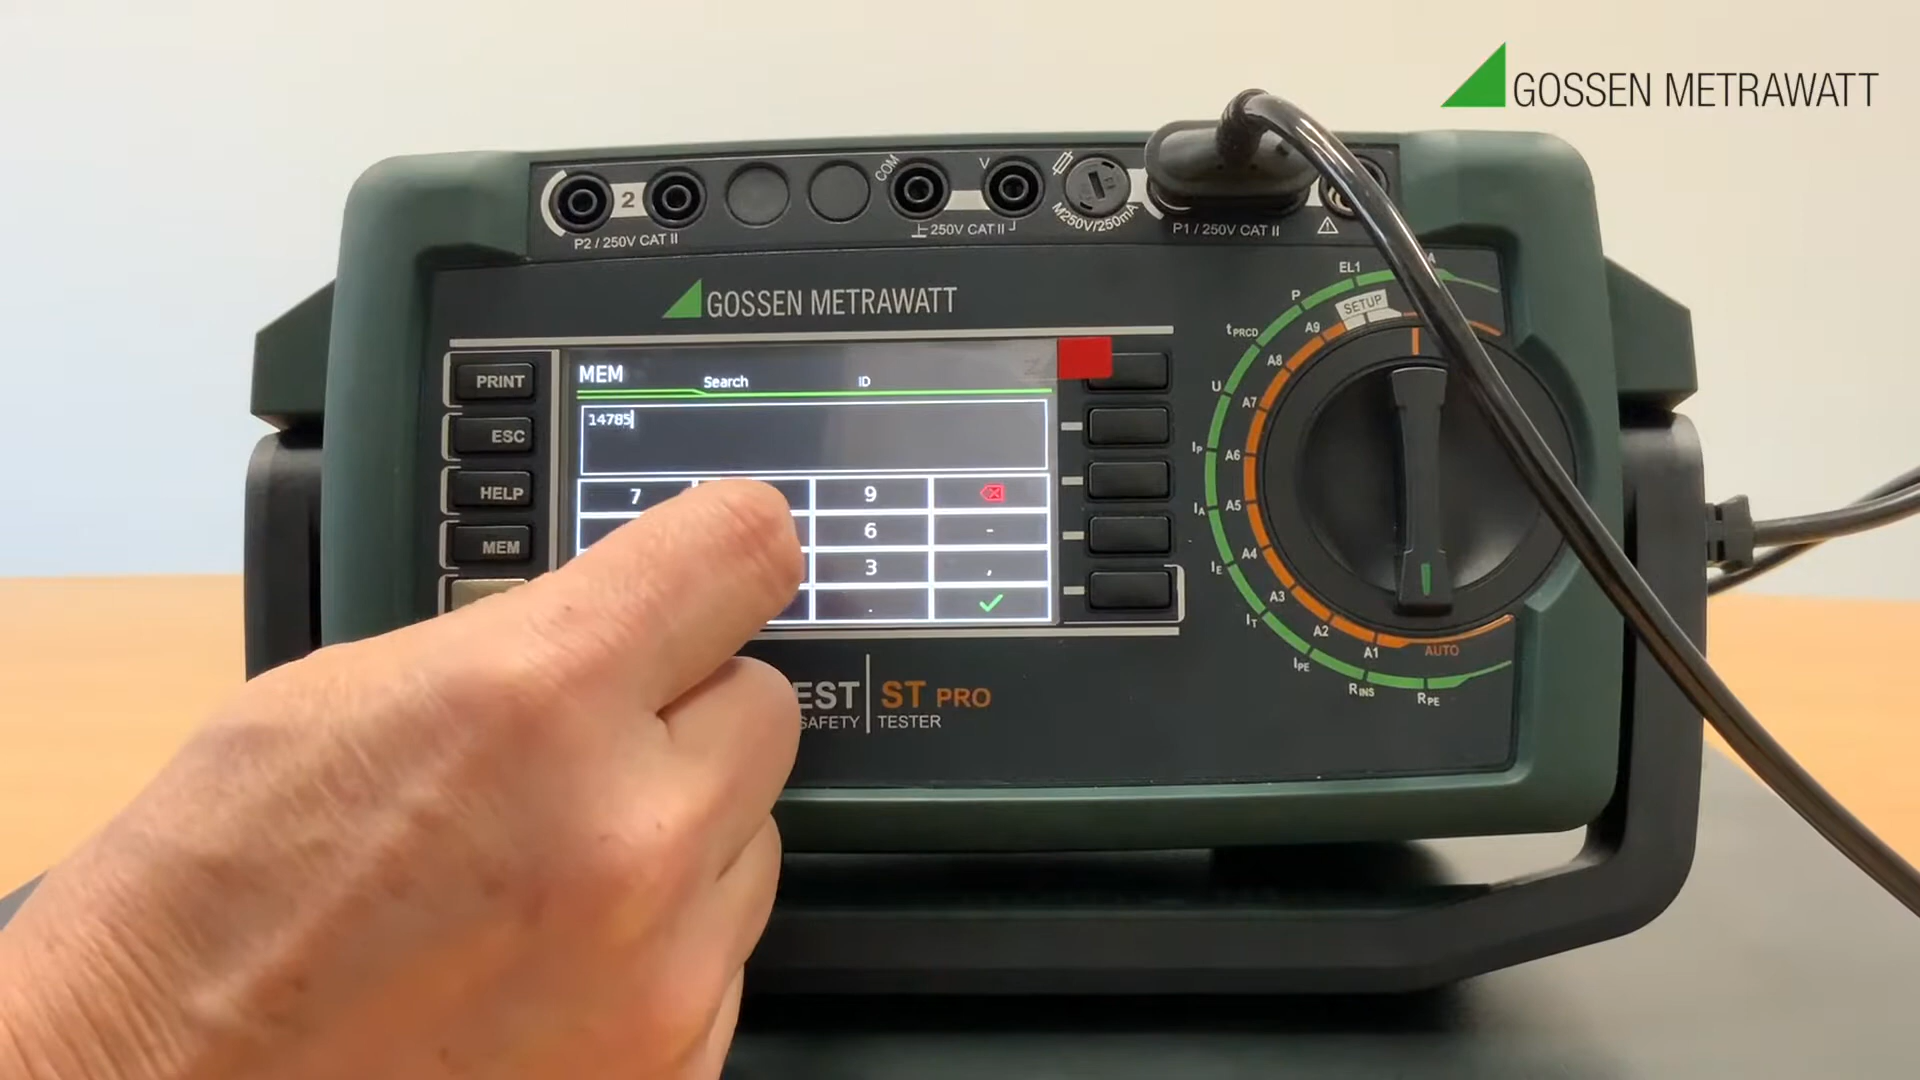 GOSSEN METRAWATT
COM
V
2
P2 / 250V CAT II
250V CAT II
M250V/250mA
P1 / 250V CAT II
GOSSEN METRAWATT
PRINT
ESC
HELP
MEM
MEM
Search
ID
14785
7
9
6
-
3
,
.
EST
ST PRO
SAFETY
TESTER
EL1
A
P
SETUP
tPRCD
A9
A8
U
A7
IP
A6
IA
A5
IE
A4
A3
IT
A2
A1
AUTO
IPE
RINS
RPE